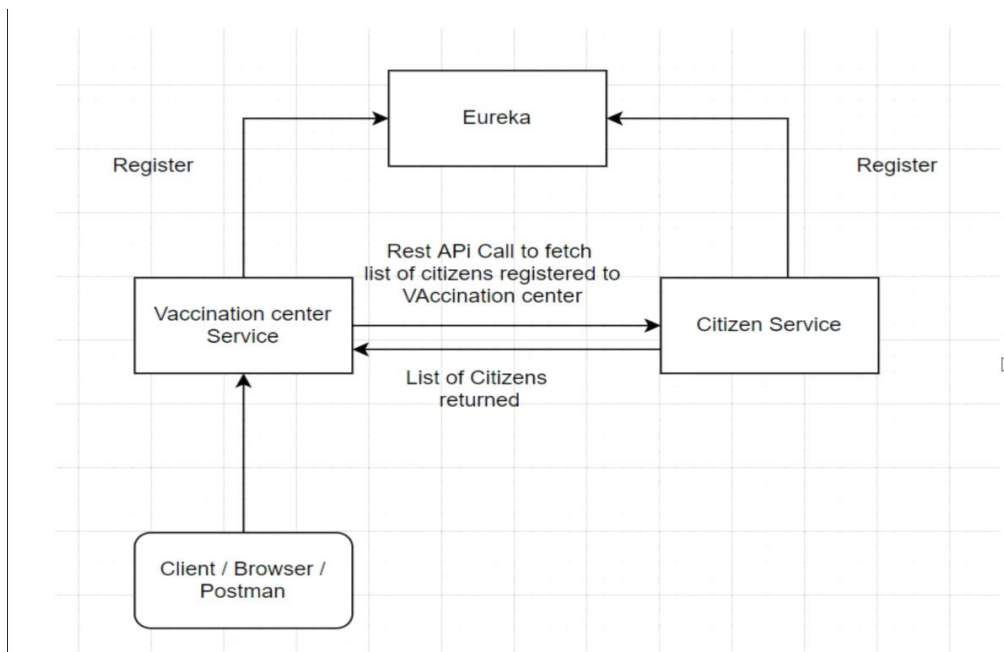 Eureka
Register
Register
Rest APi Call to fetch
list of citizens registered to
VAccination center
Vaccination center
Service
Citizen Service
List of Citizens
returned
Client / Browser /
Postman